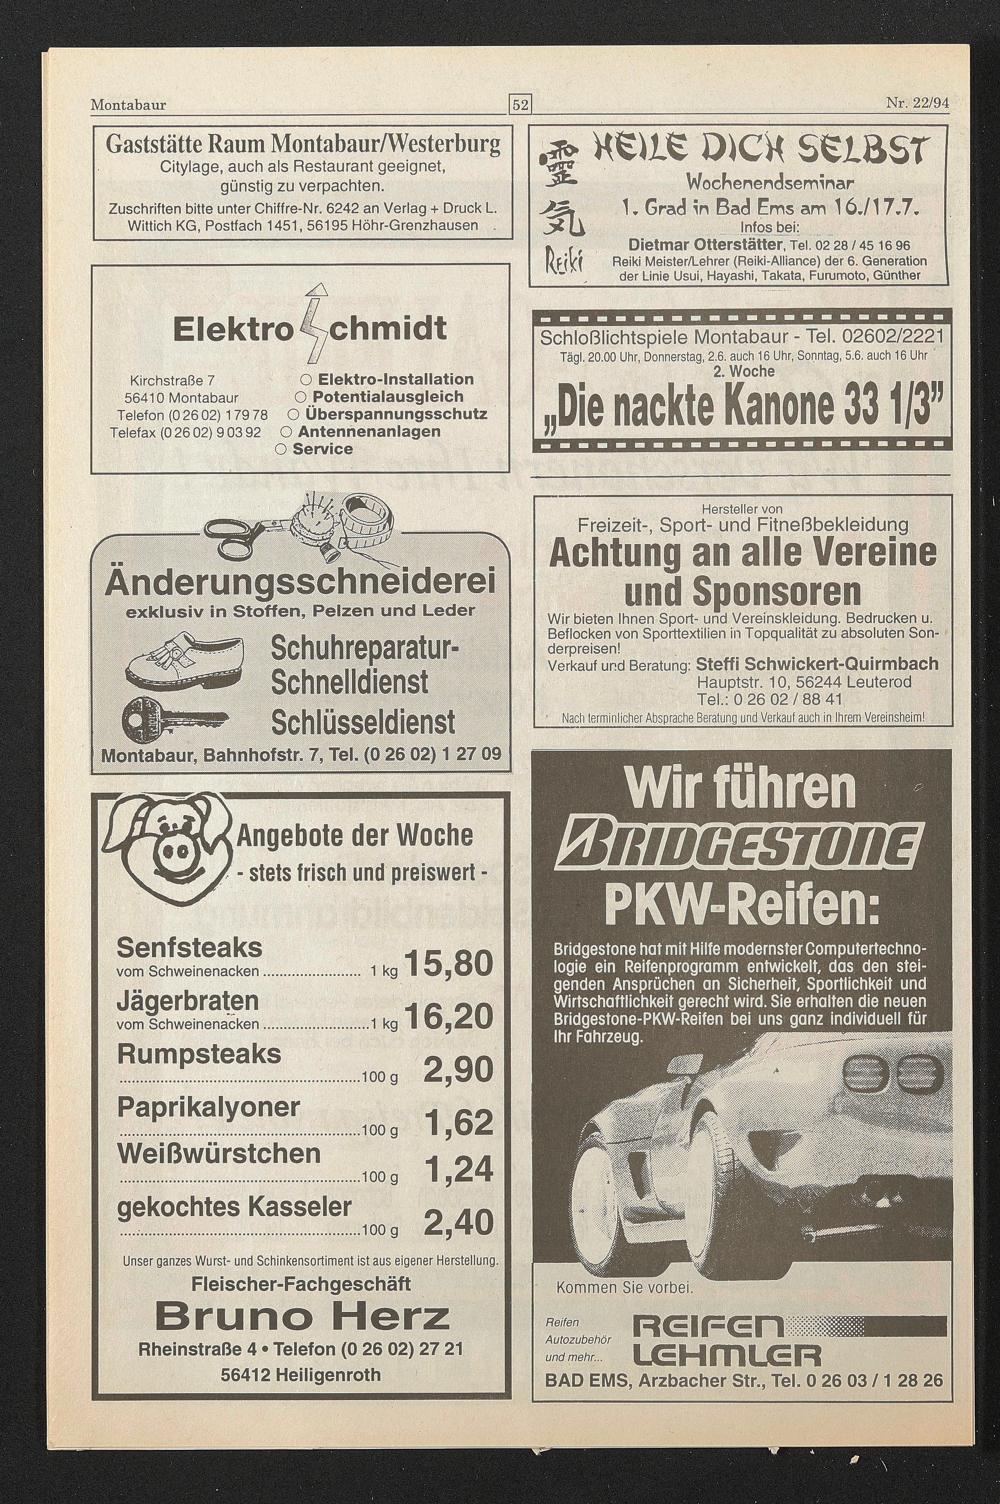 Montabaur
52
Nr. 22/94
Gaststätte Raum Montabaur/Westerburg
Citylage, auch als Restaurant geeignet,
günstig zu verpachten.
Zuschriften bitte unter Chiffre-Nr. 6242 an Verlag + Druck L.
Wittich KG, Postfach 1451, 56195 Höhr-Grenzhausen
Elektro Schmidt
Kirchstraße 7
56410 Montabaur
Telefon (0 26 02) 1 79 78
Telefax (0 26 02) 9 03 92
○ Elektro-Installation
○ Potentialausgleich
○ Überspannungsschutz
○ Antennenanlagen
○ Service
Änderungsschneiderei
exklusiv in Stoffen, Pelzen und Leder
Schuhreparatur-
Schnelldienst
Schlüsseldienst
Montabaur, Bahnhofstr. 7, Tel. (0 26 02) 1 27 09
Angebote der Woche
- stets frisch und preiswert -
Senfsteaks
vom Schweinenacken ...................... 1 kg 15,80
Jägerbraten
vom Schweinenacken ........................ 1 kg 16,20
Rumpsteaks
......................................................100 g 2,90
Paprikalyoner
......................................................100 g 1,62
Weißwürstchen
......................................................100 g 1,24
gekochtes Kasseler
......................................................100 g 2,40
Unser ganzes Wurst- und Schinkensortiment ist aus eigener Herstellung.
Fleischer-Fachgeschäft
Bruno Herz
Rheinstraße 4 • Telefon (0 26 02) 27 21
56412 Heiligenroth
靈
気
Reiki
HEILE DICH SELBST
Wochenendseminar
1. Grad in Bad Ems am 16./17.7.
Infos bei:
Dietmar Otterstätter, Tel. 02 28 / 45 16 96
Reiki Meister/Lehrer (Reiki-Alliance) der 6. Generation
der Linie Usui, Hayashi, Takata, Furumoto, Günther
Schloßlichtspiele Montabaur - Tel. 02602/2221
Tägl. 20.00 Uhr, Donnerstag, 2.6. auch 16 Uhr, Sonntag, 5.6. auch 16 Uhr
2. Woche
„Die nackte Kanone 33 1/3”
Hersteller von
Freizeit-, Sport- und Fitneßbekleidung
Achtung an alle Vereine
und Sponsoren
Wir bieten Ihnen Sport- und Vereinskleidung. Bedrucken u.
Beflocken von Sporttextilien in Topqualität zu absoluten Son-
derpreisen!
Verkauf und Beratung: Steffi Schwickert-Quirmbach
Hauptstr. 10, 56244 Leuterod
Tel.: 0 26 02 / 88 41
Nach terminlicher Absprache Beratung und Verkauf auch in Ihrem Vereinsheim!
Wir führen
BRIDGESTONE
PKW-Reifen:
Bridgestone hat mit Hilfe modernster Computertechno-
logie ein Reifenprogramm entwickelt, das den stei-
genden Ansprüchen an Sicherheit, Sportlichkeit und
Wirtschaftlichkeit gerecht wird. Sie erhalten die neuen
Bridgestone-PKW-Reifen bei uns ganz individuell für
Ihr Fahrzeug.
Kommen Sie vorbei.
Reifen
Autozubehör
und mehr...
REIFEN
LEHMLER
BAD EMS, Arzbacher Str., Tel. 0 26 03 / 1 28 26